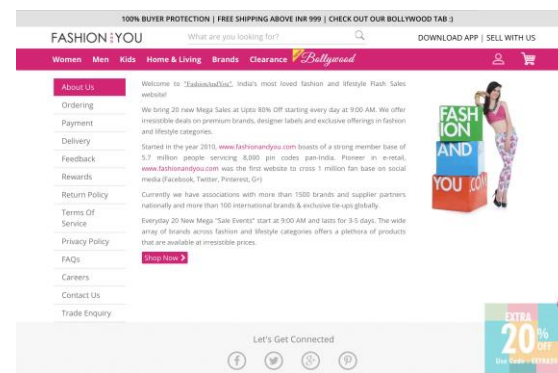 100% BUYER PROTECTION | FREE SHIPPING ABOVE INR 999 | CHECK OUT OUR BOLLYWOOD TAB :)
FASHION YOU
What are you looking for?
DOWNLOAD APP | SELL WITH US
Women Men Kids Home & Living Brands Clearance Bollywood
About Us
Ordering
Payment
Delivery
Feedback
Rewards
Return Policy
Terms Of
Service
Privacy Policy
FAQs
Careers
Contact Us
Trade Enquiry
Welcome to "FashionAndYou", India's most loved fashion and lifestyle Flash Sales
website!
We bring 20 new Mega Sales at Upto 80% Off starting every day at 9:00 AM. We offer
irresistible deals on premium brands, designer labels and exclusive offerings in fashion
and lifestyle categories.
Started in the year 2010, www.fashionandyou.com boasts of a strong member base of
5.7 million people servicing 8,000 pin codes pan-India. Pioneer in e-retail,
www.fashionandyou.com was the first website to cross 1 million fan base on social
media (Facebook, Twitter, Pinterest, G+)
Currently we have associations with more than 1500 brands and supplier partners
nationally and more than 100 international brands & exclusive tie-ups globally.
Everyday 20 New Mega "Sale Events" start at 9:00 AM and lasts for 3-5 days. The wide
array of brands across fashion and lifestyle categories offers a plethora of products
that are available at irresistible prices.
Shop Now
FASH
ION
AND
YOU .COM
Let's Get Connected
EXTRA
20%
OFF
Use Code : EXTRA20